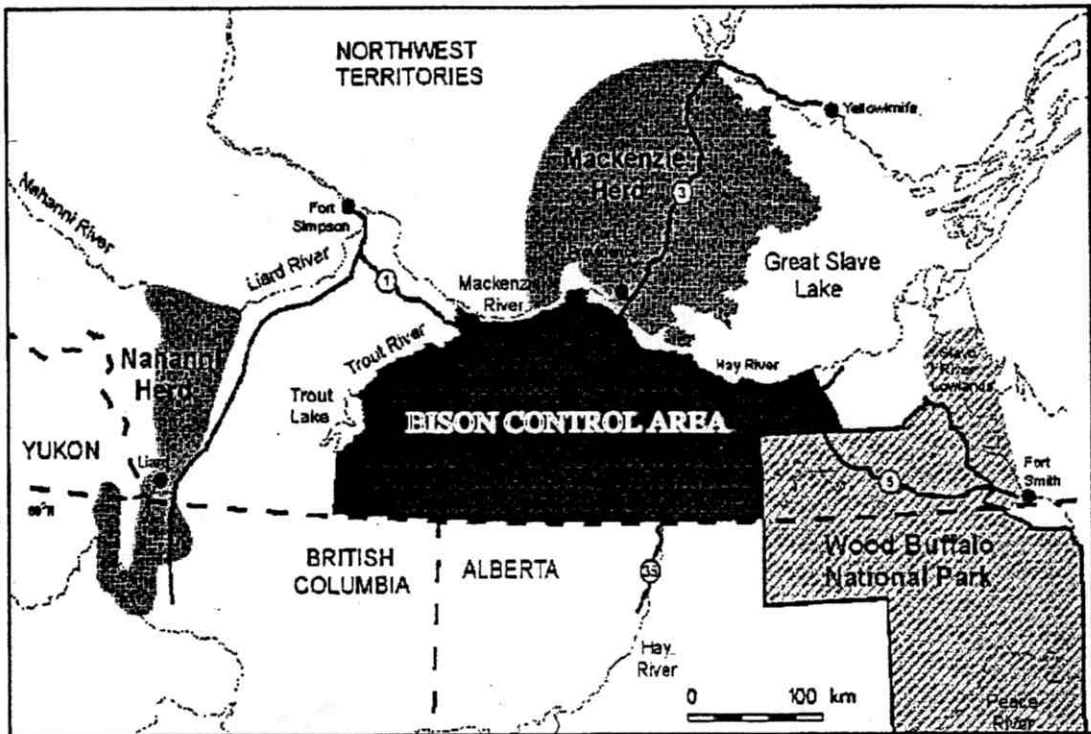 NORTHWEST
TERRITORIES
Yellowknife
Mackenzie
Herd
3
Nahanni River
Fort
Simpson
Liard River
1
Mackenzie
River
Great Slave
Lake
Trout River
Hay River
Nahanni
Herd
Trout
Lake
Slave
River
Lowlands
BISON CONTROL AREA
YUKON
Liard
5
Fort
Smith
60°N
BRITISH
COLUMBIA
ALBERTA
35
Wood Buffalo
National Park
Hay
River
0 100 km
Peace
River